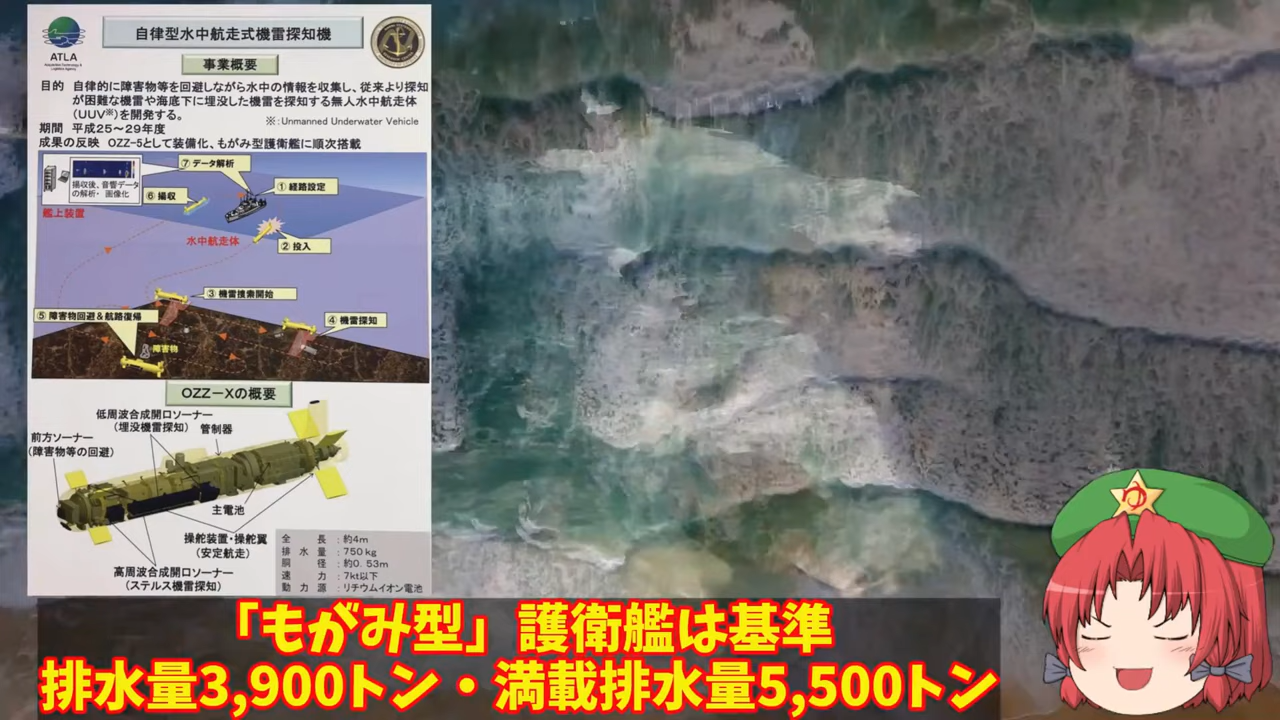 自律型水中航走式機雷探知機
ATLA
事業概要
目的 自律的に障害物等を回避しながら水中の情報を収集し、従来より探知
が困難な機雷や海底下に埋没した機雷を探知する無人水中航走体
(UUV※)を開発する。
※:Unmanned Underwater Vehicle
期間 平成25～29年度
成果の反映 OZZ-5として装備化、もがみ型護衛艦に順次搭載
⑦データ解析
①経路設定
揚収後、音響データ
の解析・画像化
⑥揚収
艦上装置
水中航走体
②投入
③機雷捜索開始
⑤障害物回避&航路復帰
④機雷探知
障害物
OZZ-Xの概要
低周波合成開口ソーナー
(埋没機雷探知)
管制器
前方ソーナー
(障害物等の回避)
主電池
操舵装置・操舵翼
(安定航走)
高周波合成開口ソーナー
(ステルス機雷探知)
全長:約4m
排水量:750kg
胴径:約0.53m
速力:7kt以下
動力源:リチウムイオン電池
「もがみ型」護衛艦は基準
排水量3,900トン・満載排水量5,500トン